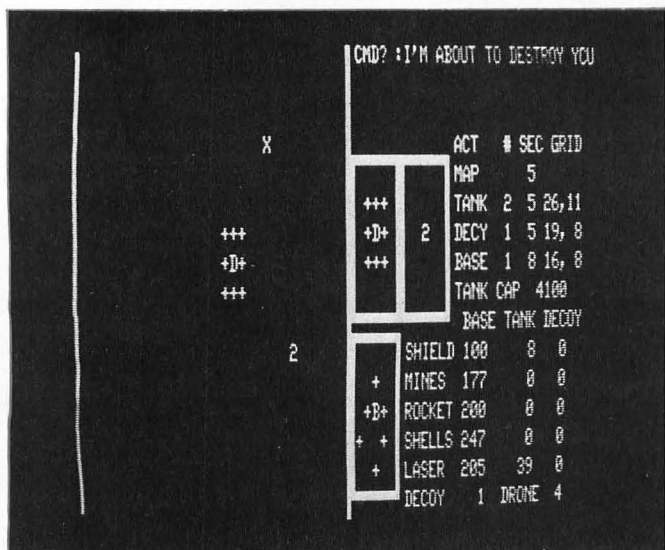 CMD? :I'M ABOUT TO DESTROY YOU
X
ACT # SEC GRID
MAP 5
+++ TANK 2 5 26,11
+++ +D+ 2 DECY 1 5 19, 8
+D+ +++ BASE 1 8 16, 8
+++ TANK CAP 4100
BASE TANK DECOY
2 SHIELD 100 8 0
+ MINES 177 0 0
+B+ ROCKET 200 0 0
+ + SHELLS 247 0 0
+ LASER 205 39 0
DECOY 1 DRONE 4